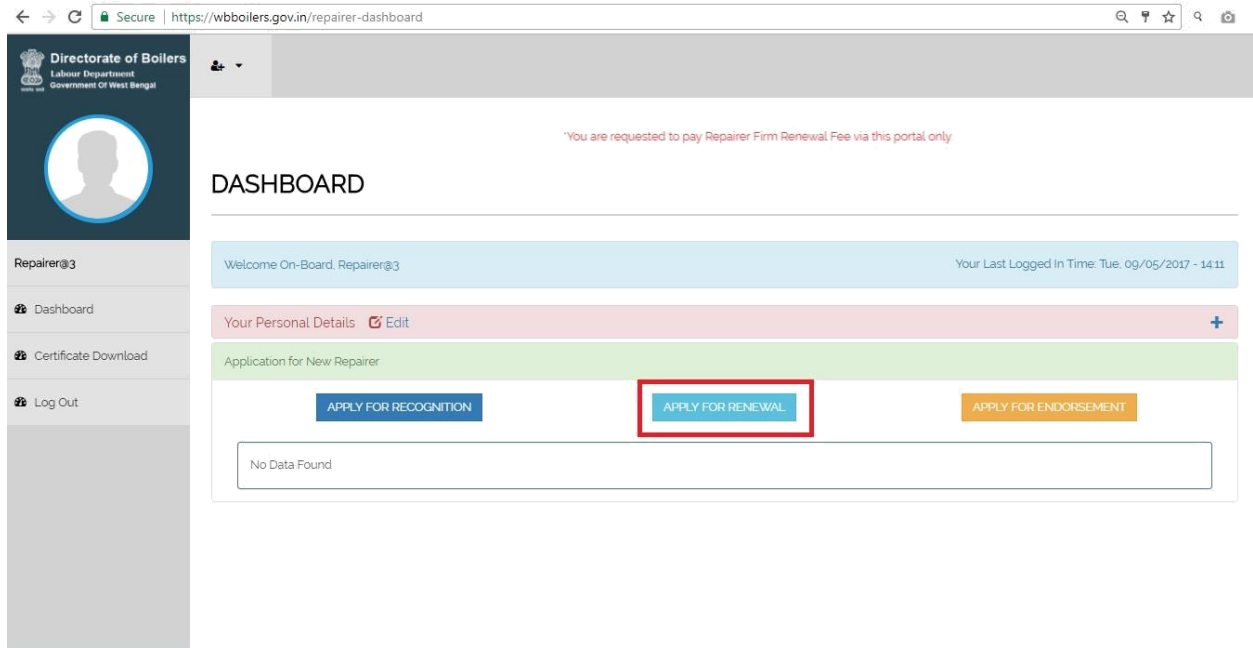 Secure | https://wbboilers.gov.in/repairer-dashboard
Directorate of Boilers
Labour Department
Government Of West Bengal
*You are requested to pay Repairer Firm Renewal Fee via this portal only.
DASHBOARD
Repairer@3
Welcome On-Board, Repairer@3
Your Last Logged In Time: Tue, 09/05/2017 - 14:11
Dashboard
Your Personal Details Edit
Certificate Download
Application for New Repairer
Log Out
APPLY FOR RECOGNITION
APPLY FOR RENEWAL
APPLY FOR ENDORSEMENT
No Data Found